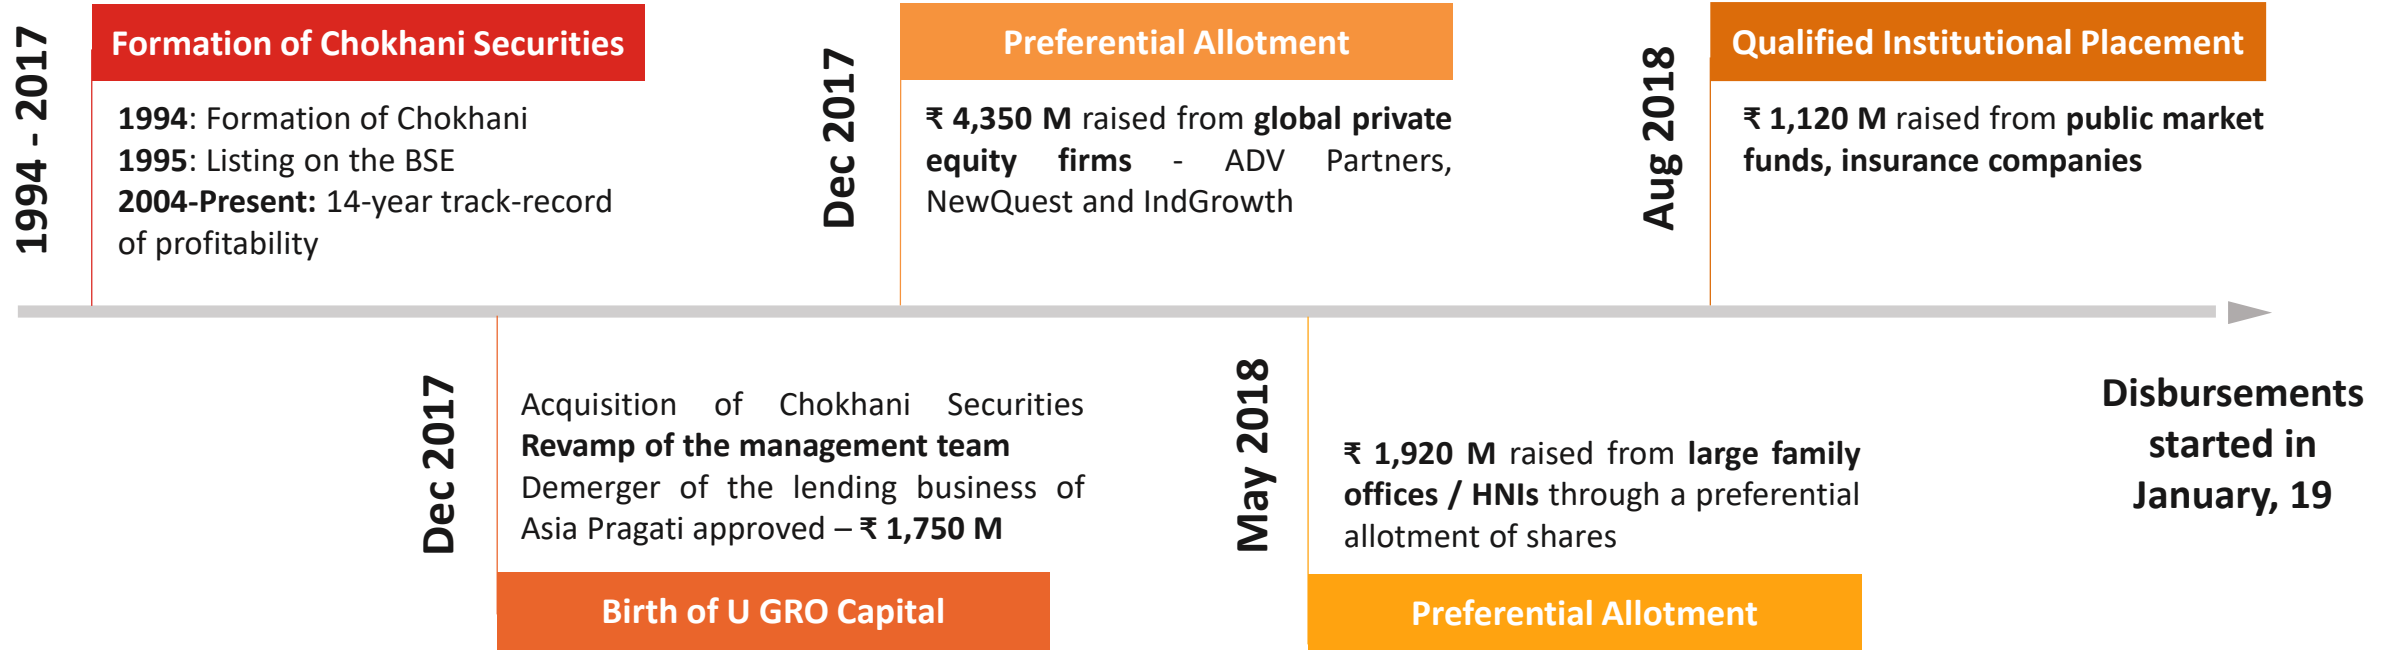 1994 - 2017
Formation of Chokhani Securities
1994: Formation of Chokhani
1995: Listing on the BSE
2004-Present: 14-year track-record
of profitability
Dec 2017
Acquisition of Chokhani Securities
Revamp of the management team
Demerger of the lending business of
Asia Pragati approved – ₹ 1,750 M
Birth of U GRO Capital
Dec 2017
Preferential Allotment
₹ 4,350 M raised from global private
equity firms - ADV Partners,
NewQuest and IndGrowth
May 2018
₹ 1,920 M raised from large family
offices / HNIs through a preferential
allotment of shares
Preferential Allotment
Aug 2018
Qualified Institutional Placement
₹ 1,120 M raised from public market
funds, insurance companies
Disbursements
started in
January, 19